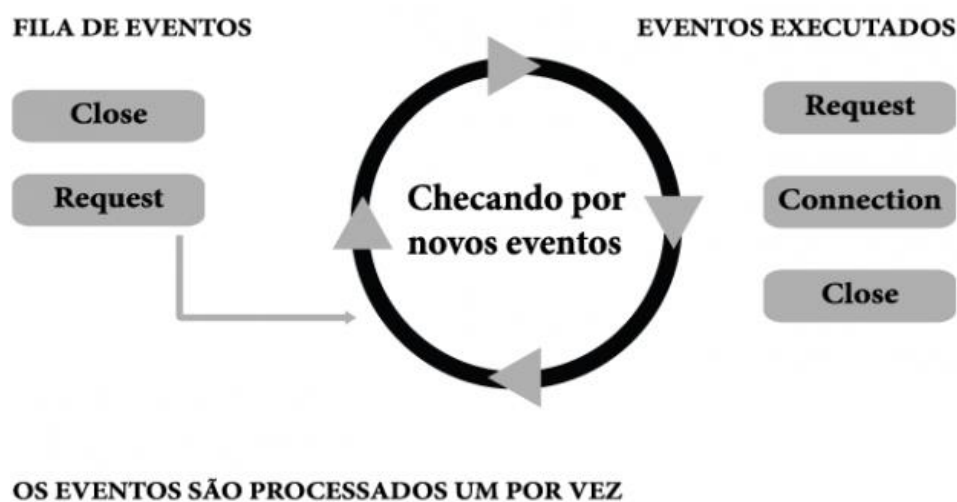 FILA DE EVENTOS
EVENTOS EXECUTADOS
Close
Request
Checando por
novos eventos
Request
Connection
Close
OS EVENTOS SÃO PROCESSADOS UM POR VEZ